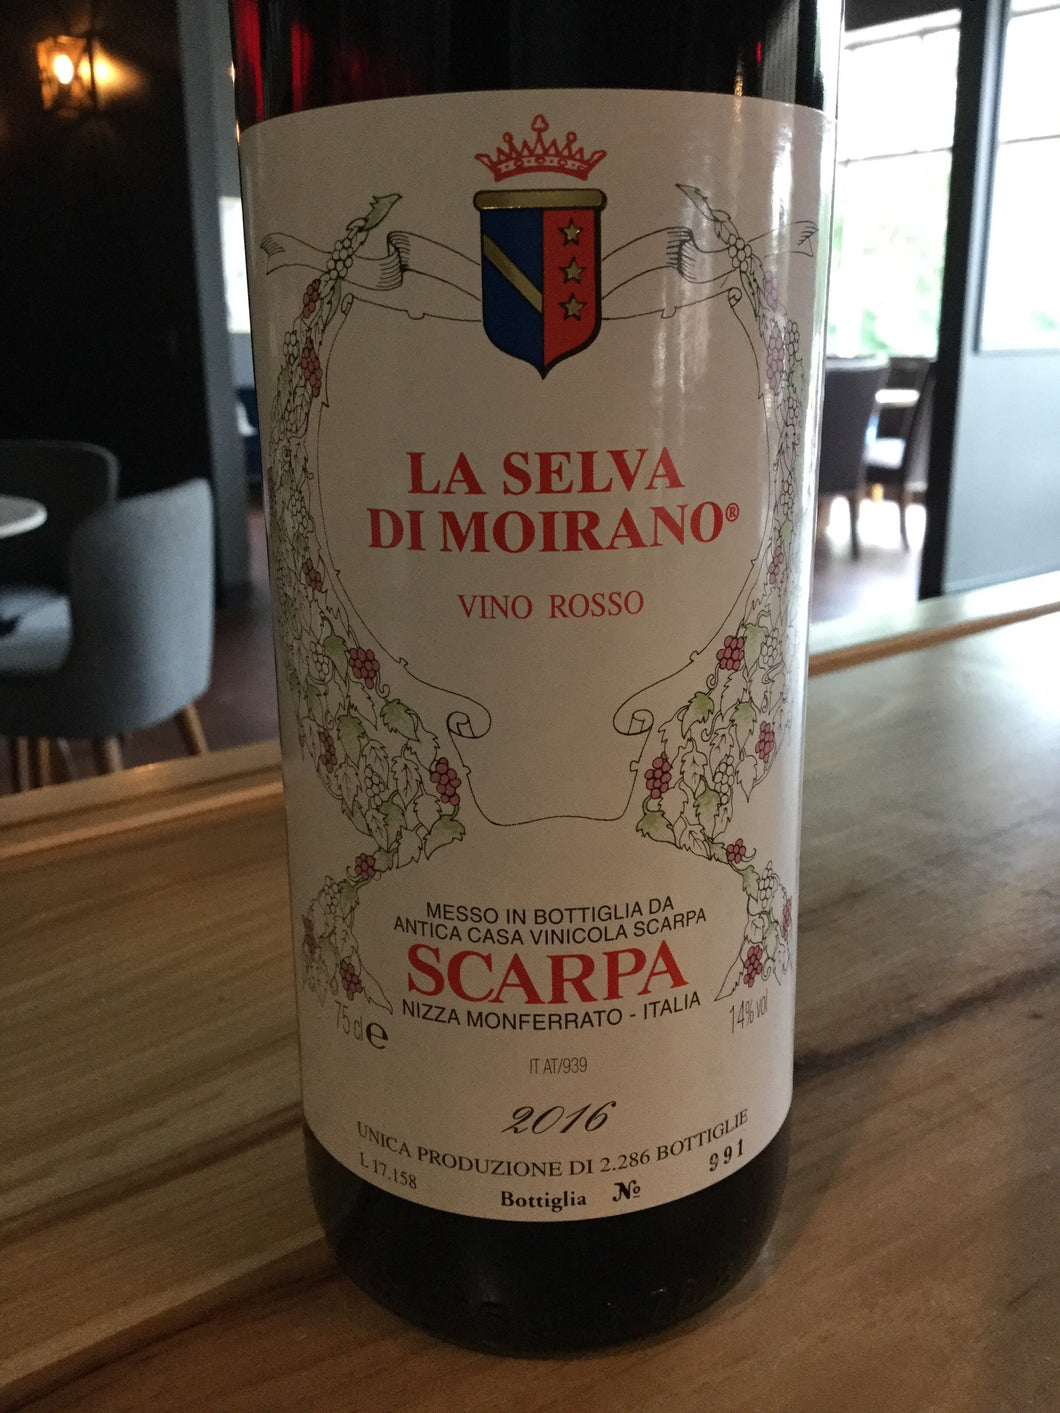 LA SELVA
DI MOIRANO®
VINO ROSSO
MESSO IN BOTTIGLIA DA
ANTICA CASA VINICOLA SCARPA
SCARPA
NIZZA MONFERRATO - ITALIA
75 cl e
14% vol
IT AT/939
2016
UNICA PRODUZIONE DI 2.286 BOTTIGLIE
L 17.158
Bottiglia № 991